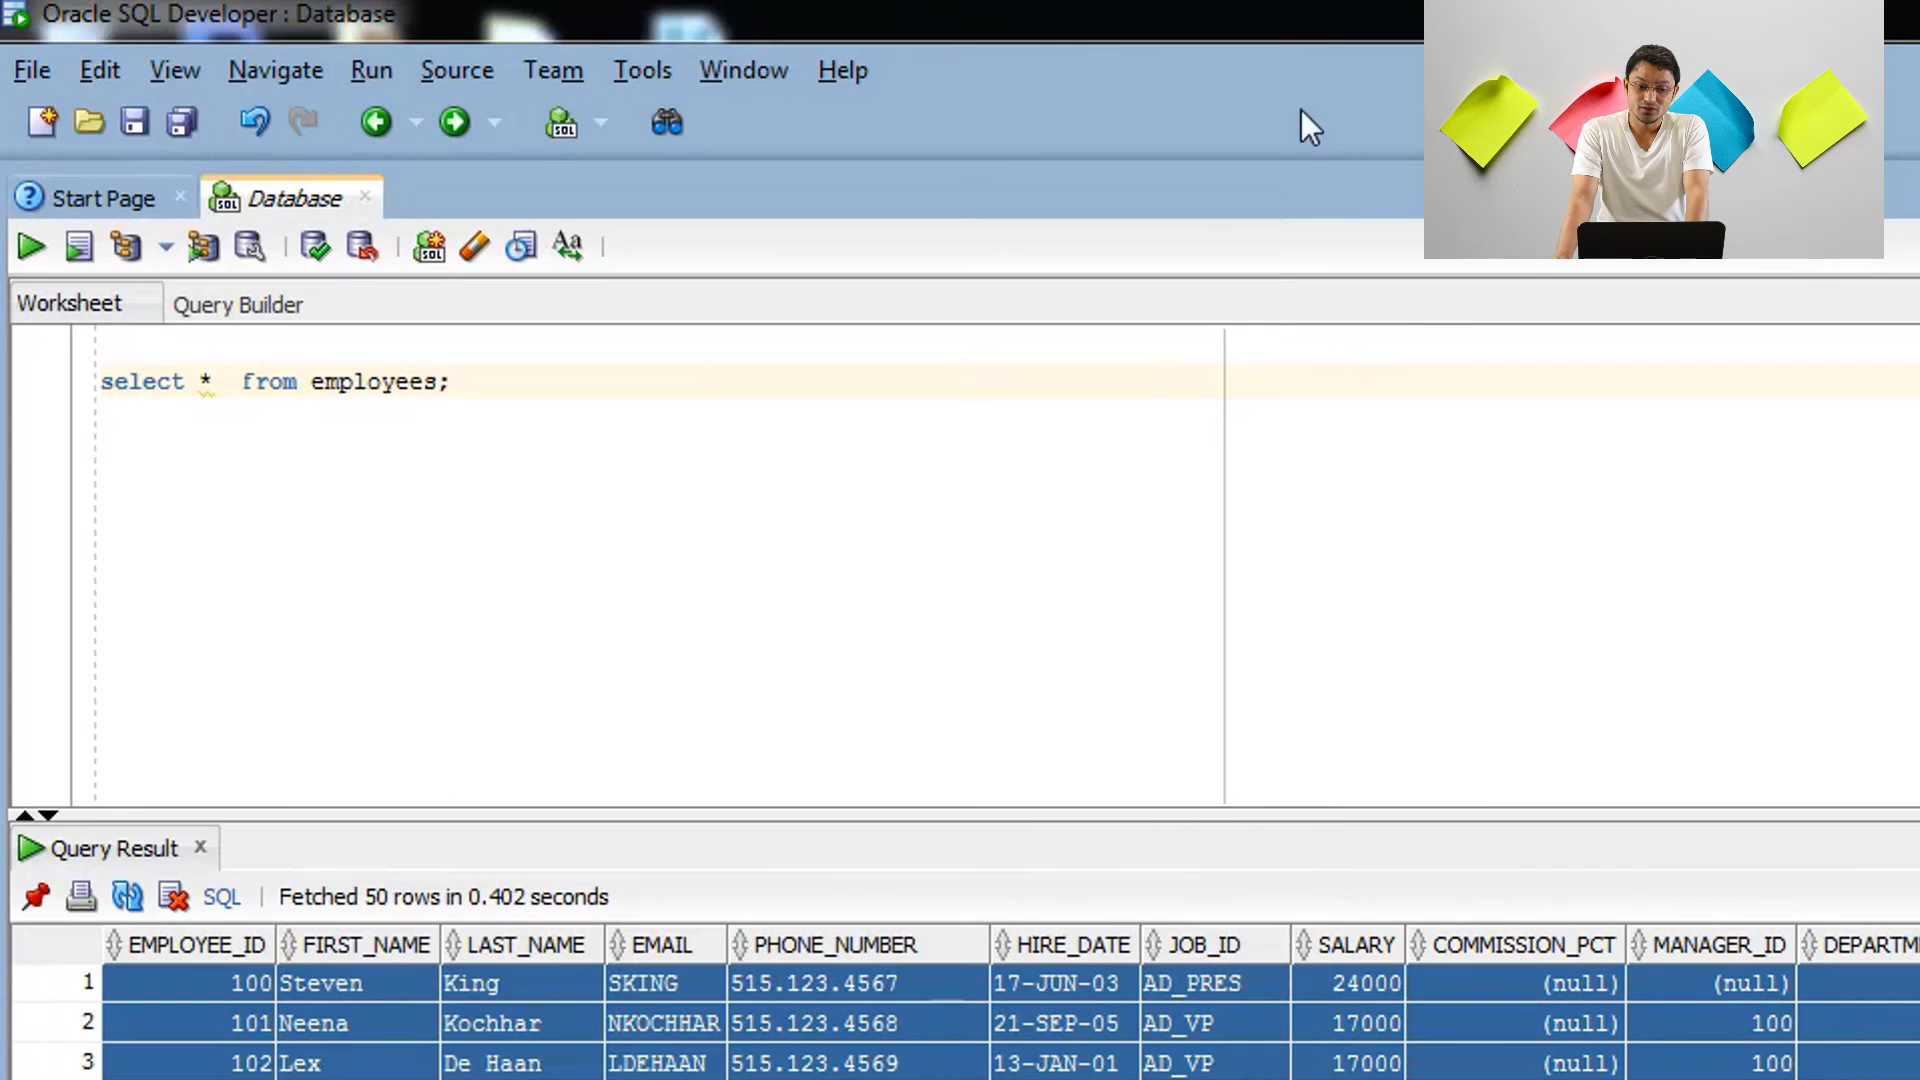 Oracle SQL Developer : Database
File Edit View Navigate Run Source Team Tools Window Help
SQL
Start Page
SQL Database
SQL Aa
Worksheet Query Builder
select *  from employees;
Query Result
SQL Fetched 50 rows in 0.402 seconds
EMPLOYEE_ID FIRST_NAME LAST_NAME EMAIL PHONE_NUMBER HIRE_DATE JOB_ID SALARY COMMISSION_PCT MANAGER_ID DEPARTM
1 100 Steven King SKING 515.123.4567 17-JUN-03 AD_PRES 24000 (null) (null)
2 101 Neena Kochhar NKOCHHAR 515.123.4568 21-SEP-05 AD_VP 17000 (null) 100
3 102 Lex De Haan LDEHAAN 515.123.4569 13-JAN-01 AD_VP 17000 (null) 100